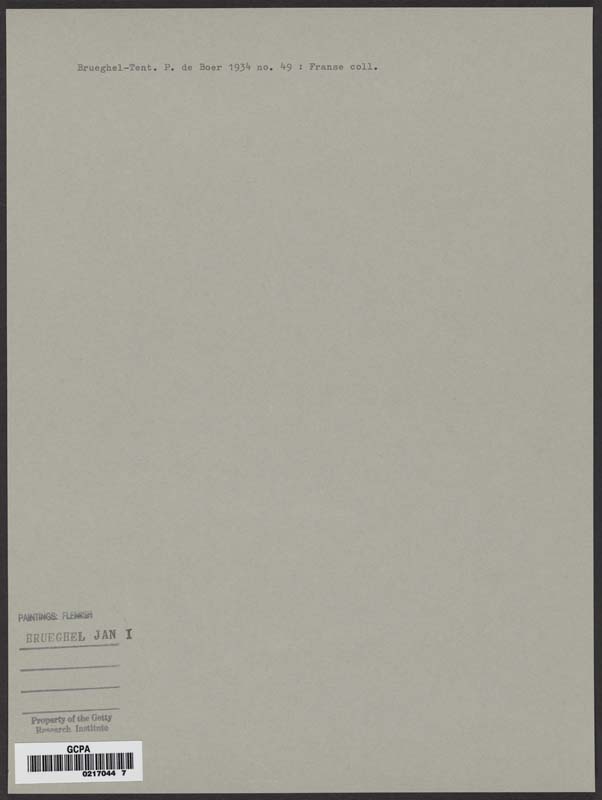 Brueghel-Tent. P. de Boer 1934 no. 49 : Franse coll.
PAINTINGS: FLEMISH
BRUEGHEL JAN I
Property of the Getty
Research Institute
GCPA
0217044 7